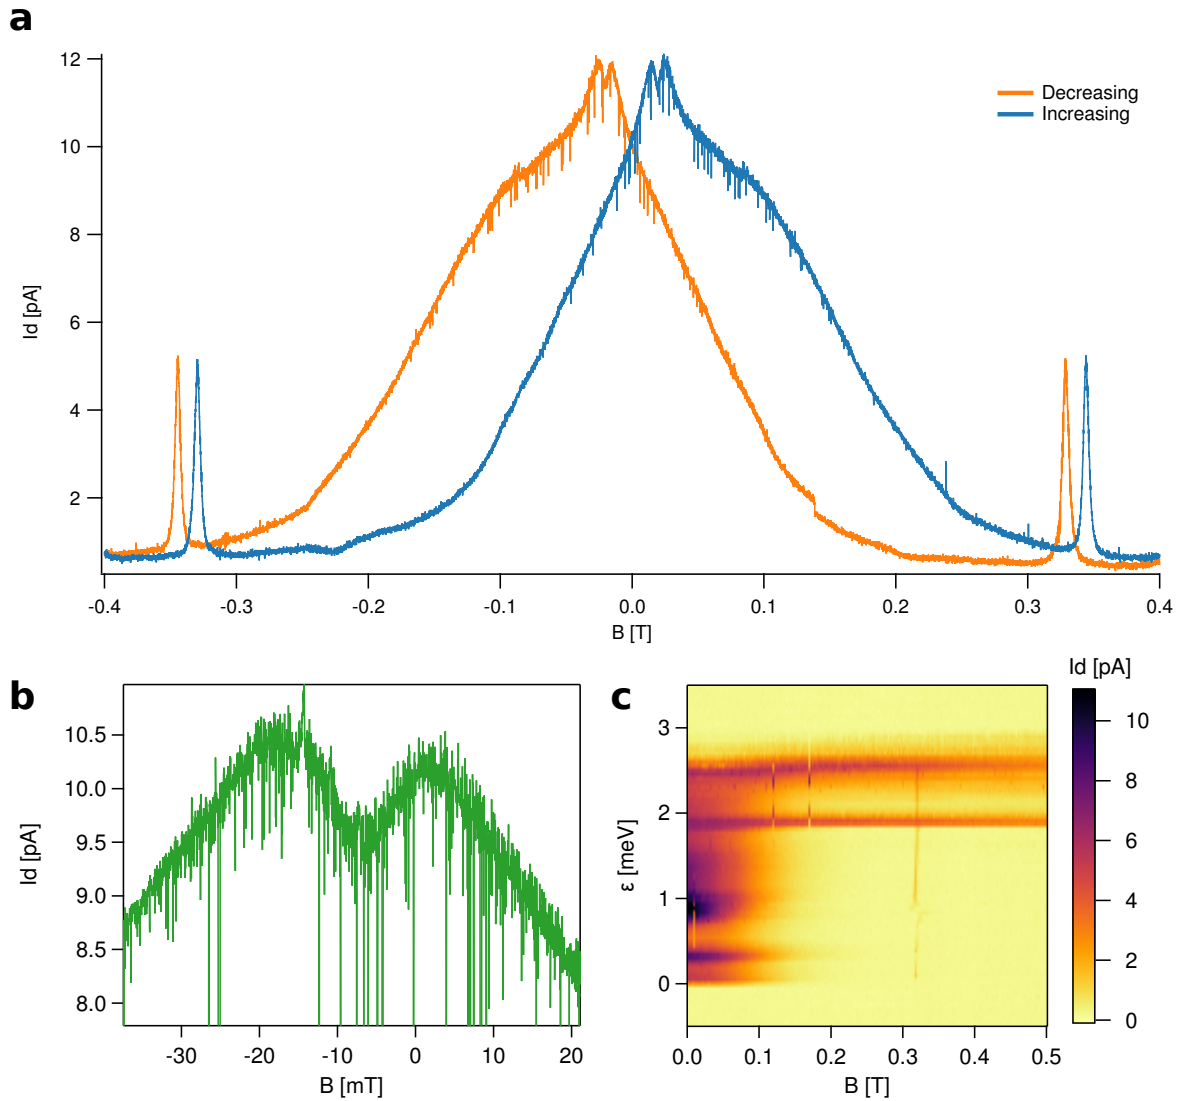 a
12
10
8
6
4
2
Id [pA]
Decreasing
Increasing
-0.4 -0.3 -0.2 -0.1 0.0 0.1 0.2 0.3 0.4
B [T]
b
10.5
10.0
9.5
9.0
8.5
8.0
Id [pA]
-30 -20 -10 0 10 20
B [mT]
c
3
2
1
0
ε [meV]
0.0 0.1 0.2 0.3 0.4 0.5
B [T]
Id [pA]
10
8
6
4
2
0